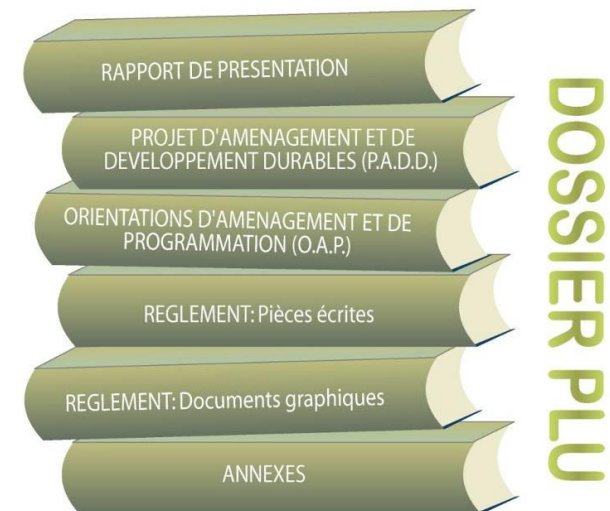 RAPPORT DE PRESENTATION
PROJET D'AMENAGEMENT ET DE
DEVELOPPEMENT DURABLES (P.A.D.D.)
ORIENTATIONS D'AMENAGEMENT ET DE
PROGRAMMATION (O.A.P.)
REGLEMENT: Pièces écrites
REGLEMENT: Documents graphiques
ANNEXES
DOSSIER PLU